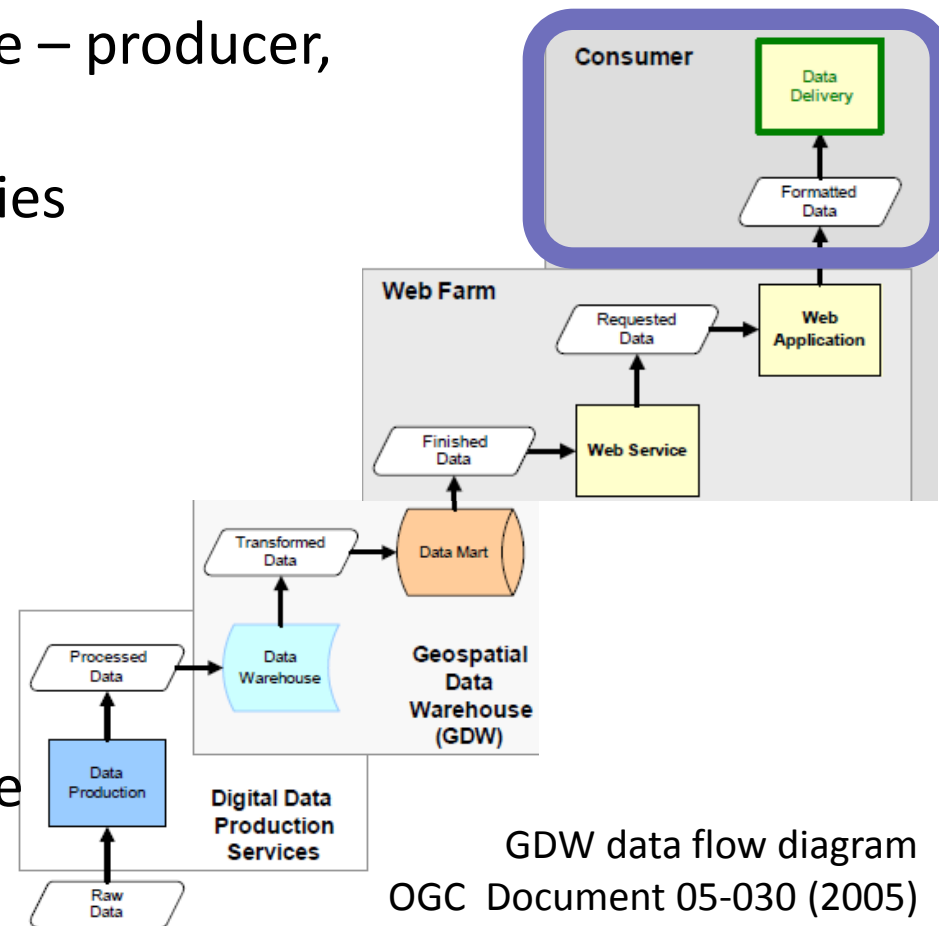 e – producer,
ies
e
Consumer
Data
Delivery
Formatted
Data
Web Farm
Requested
Data
Web
Application
Finished
Data
Web Service
Transformed
Data
Data Mart
Processed
Data
Data
Warehouse
Geospatial
Data
Warehouse
(GDW)
Data
Production
Digital Data
Production
Services
Raw
Data
GDW data flow diagram
OGC Document 05-030 (2005)